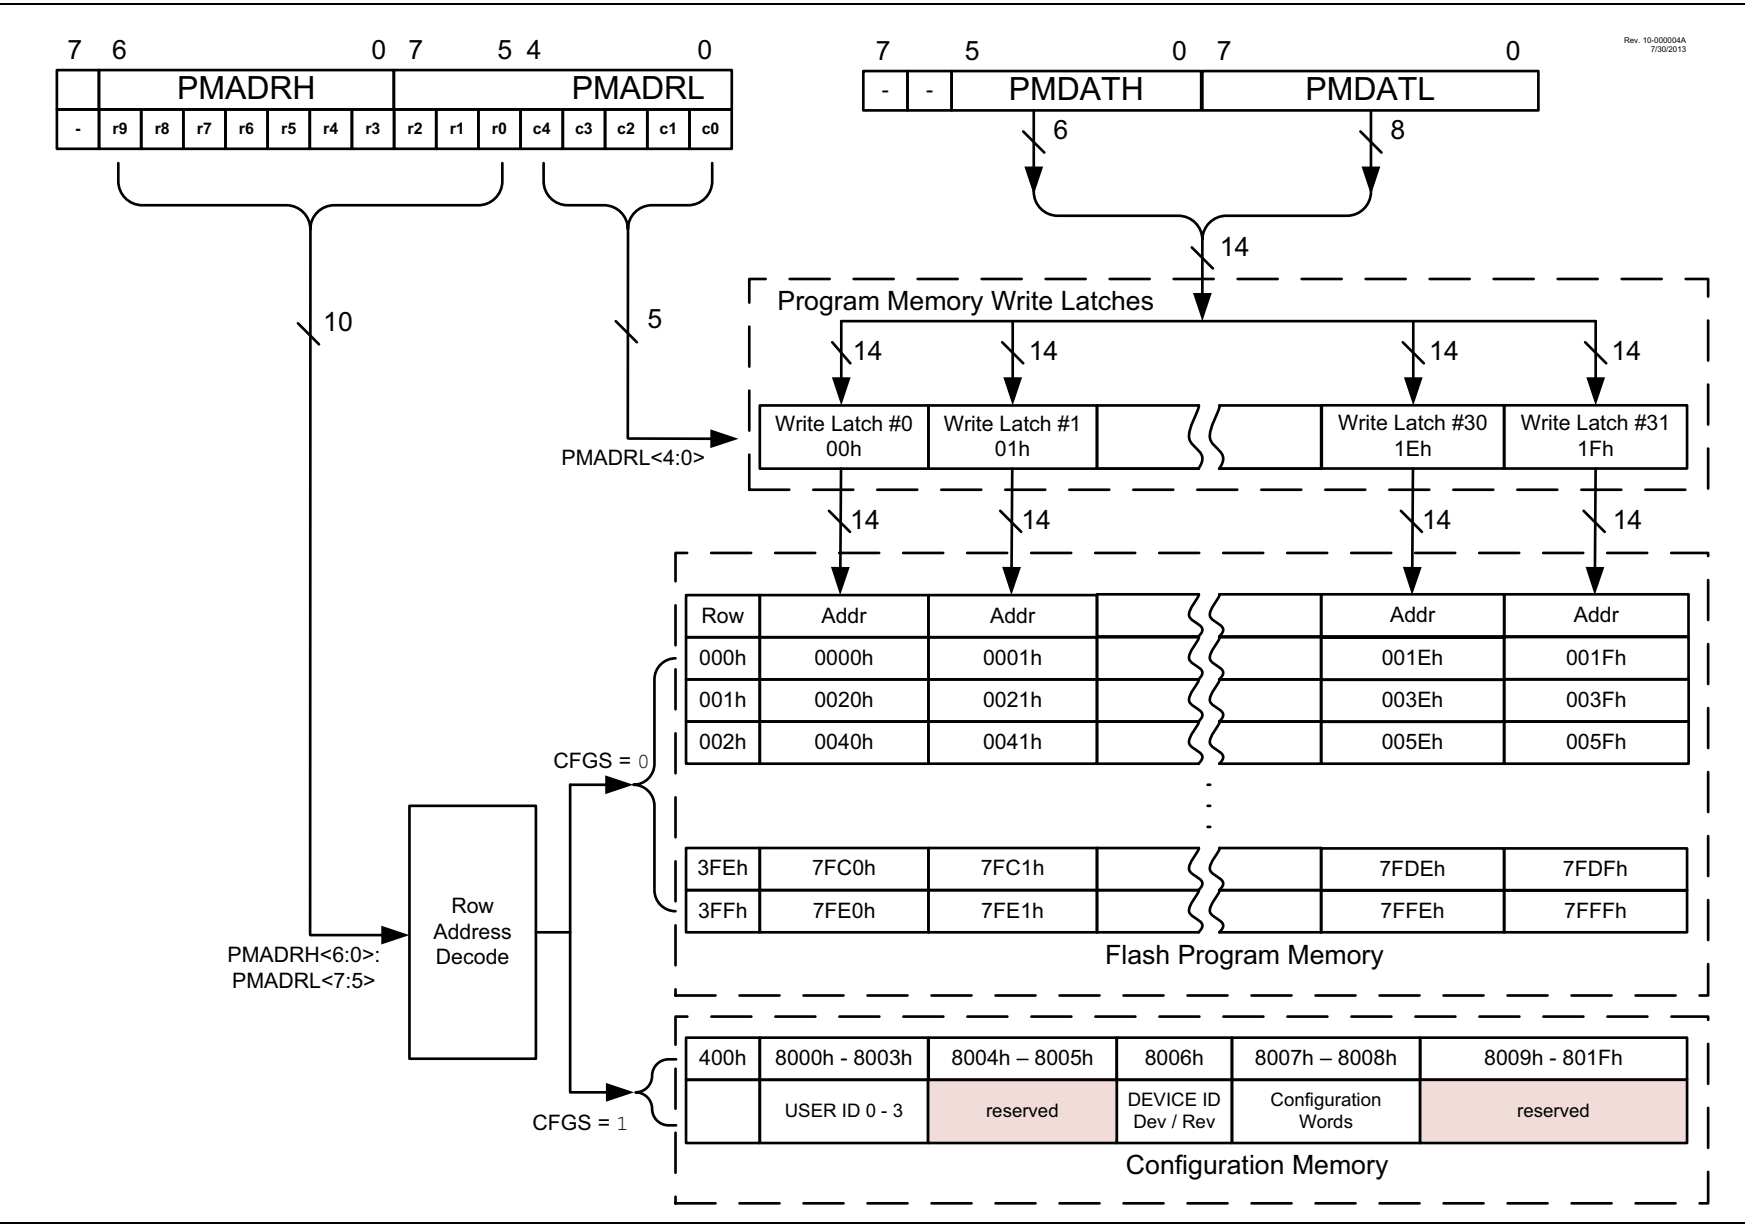 7 6 0 7 5 4 0
PMADRH PMADRL
- r9 r8 r7 r6 r5 r4 r3 r2 r1 r0 c4 c3 c2 c1 c0
7 5 0 7 0
Rev. 10-000004A
7/30/2013
- - PMDATH PMDATL
6 8
14
10
5
Program Memory Write Latches
14 14 14 14
Write Latch #0 Write Latch #1 Write Latch #30 Write Latch #31
00h 01h 1Eh 1Fh
PMADRL<4:0>
14 14 14 14
Row Addr Addr Addr Addr
000h 0000h 0001h 001Eh 001Fh
001h 0020h 0021h 003Eh 003Fh
002h 0040h 0041h 005Eh 005Fh
CFGS = 0
3FEh 7FC0h 7FC1h 7FDEh 7FDFh
3FFh 7FE0h 7FE1h 7FFEh 7FFFh
Flash Program Memory
Row
Address
Decode
PMADRH<6:0>:
PMADRL<7:5>
400h 8000h - 8003h 8004h – 8005h 8006h 8007h – 8008h 8009h - 801Fh
USER ID 0 - 3 reserved DEVICE ID Configuration reserved
Dev / Rev Words
CFGS = 1
Configuration Memory